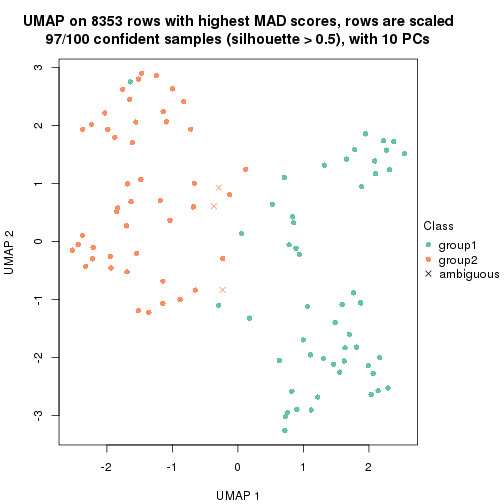 UMAP on 8353 rows with highest MAD scores, rows are scaled
97/100 confident samples (silhouette > 0.5), with 10 PCs
3
2
1
0
-1
-2
-3
UMAP 2
-2
-1
0
1
2
UMAP 1
Class
group1
group2
ambiguous